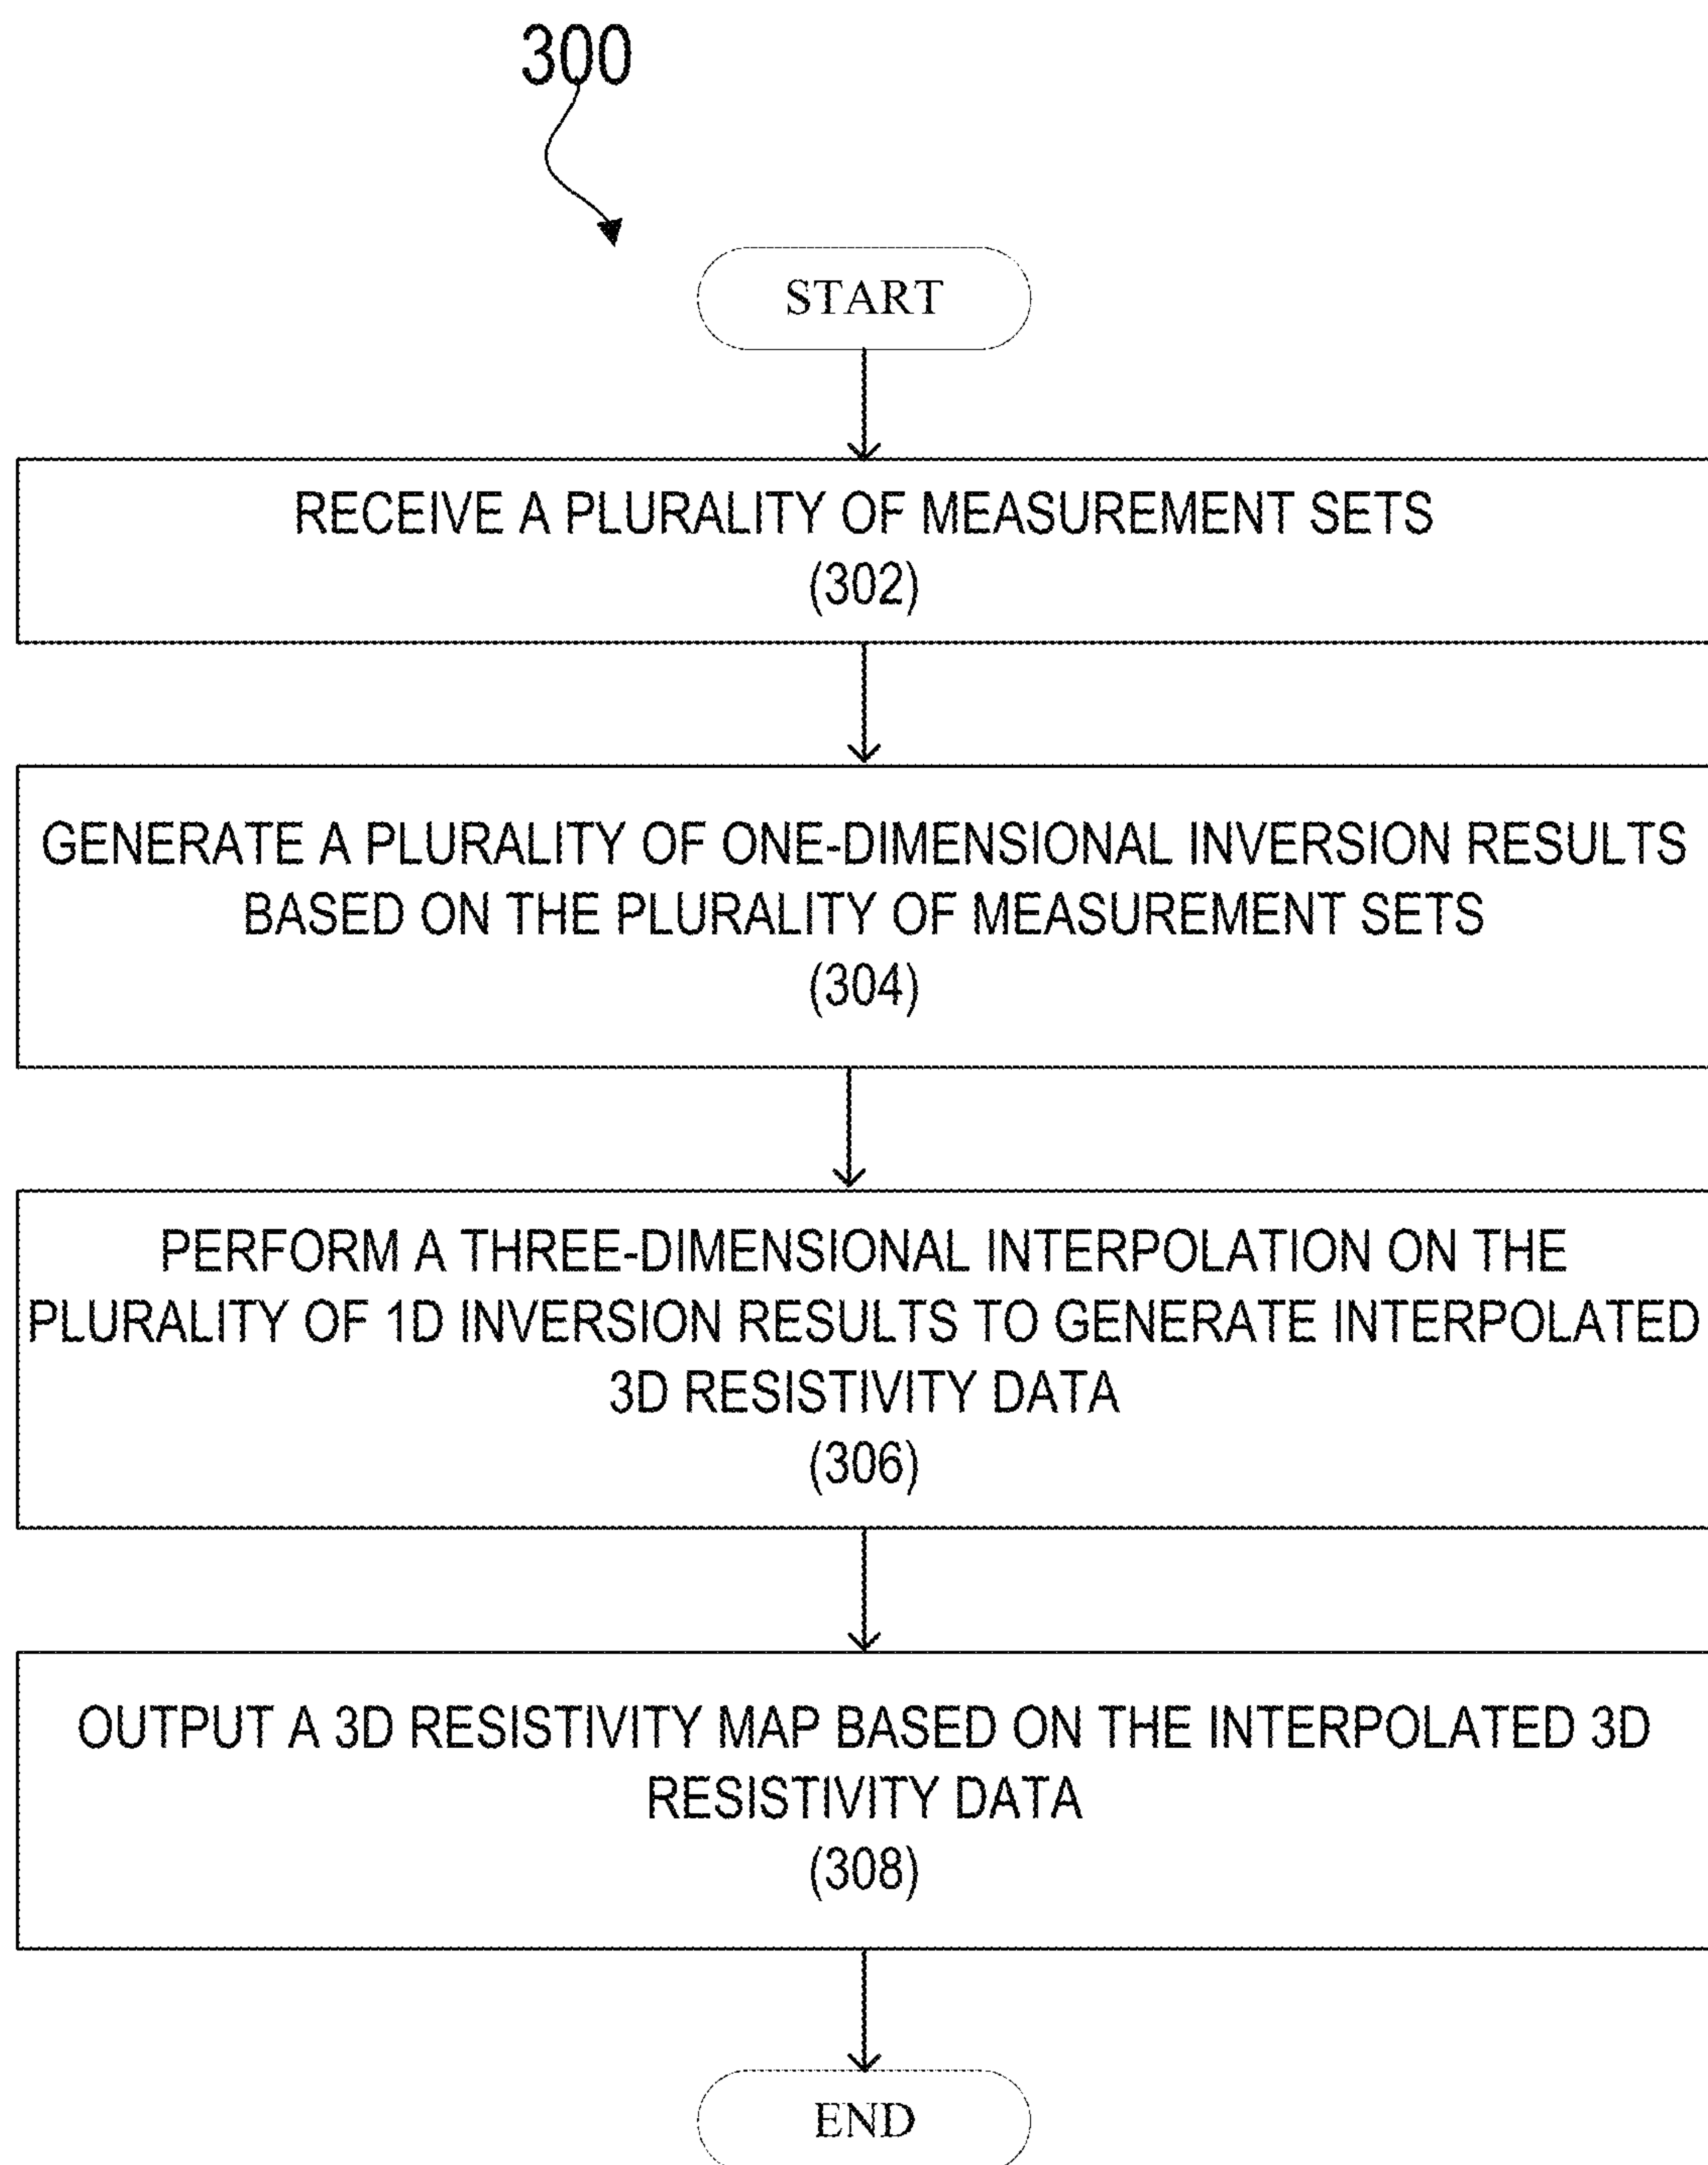 300
START
RECEIVE A PLURALITY OF MEASUREMENT SETS
(302)
GENERATE A PLURALITY OF ONE-DIMENSIONAL INVERSION RESULTS
BASED ON THE PLURALITY OF MEASUREMENT SETS
(304)
PERFORM A THREE-DIMENSIONAL INTERPOLATION ON THE
PLURALITY OF 1D INVERSION RESULTS TO GENERATE INTERPOLATED
3D RESISTIVITY DATA
(306)
OUTPUT A 3D RESISTIVITY MAP BASED ON THE INTERPOLATED 3D
RESISTIVITY DATA
(308)
END